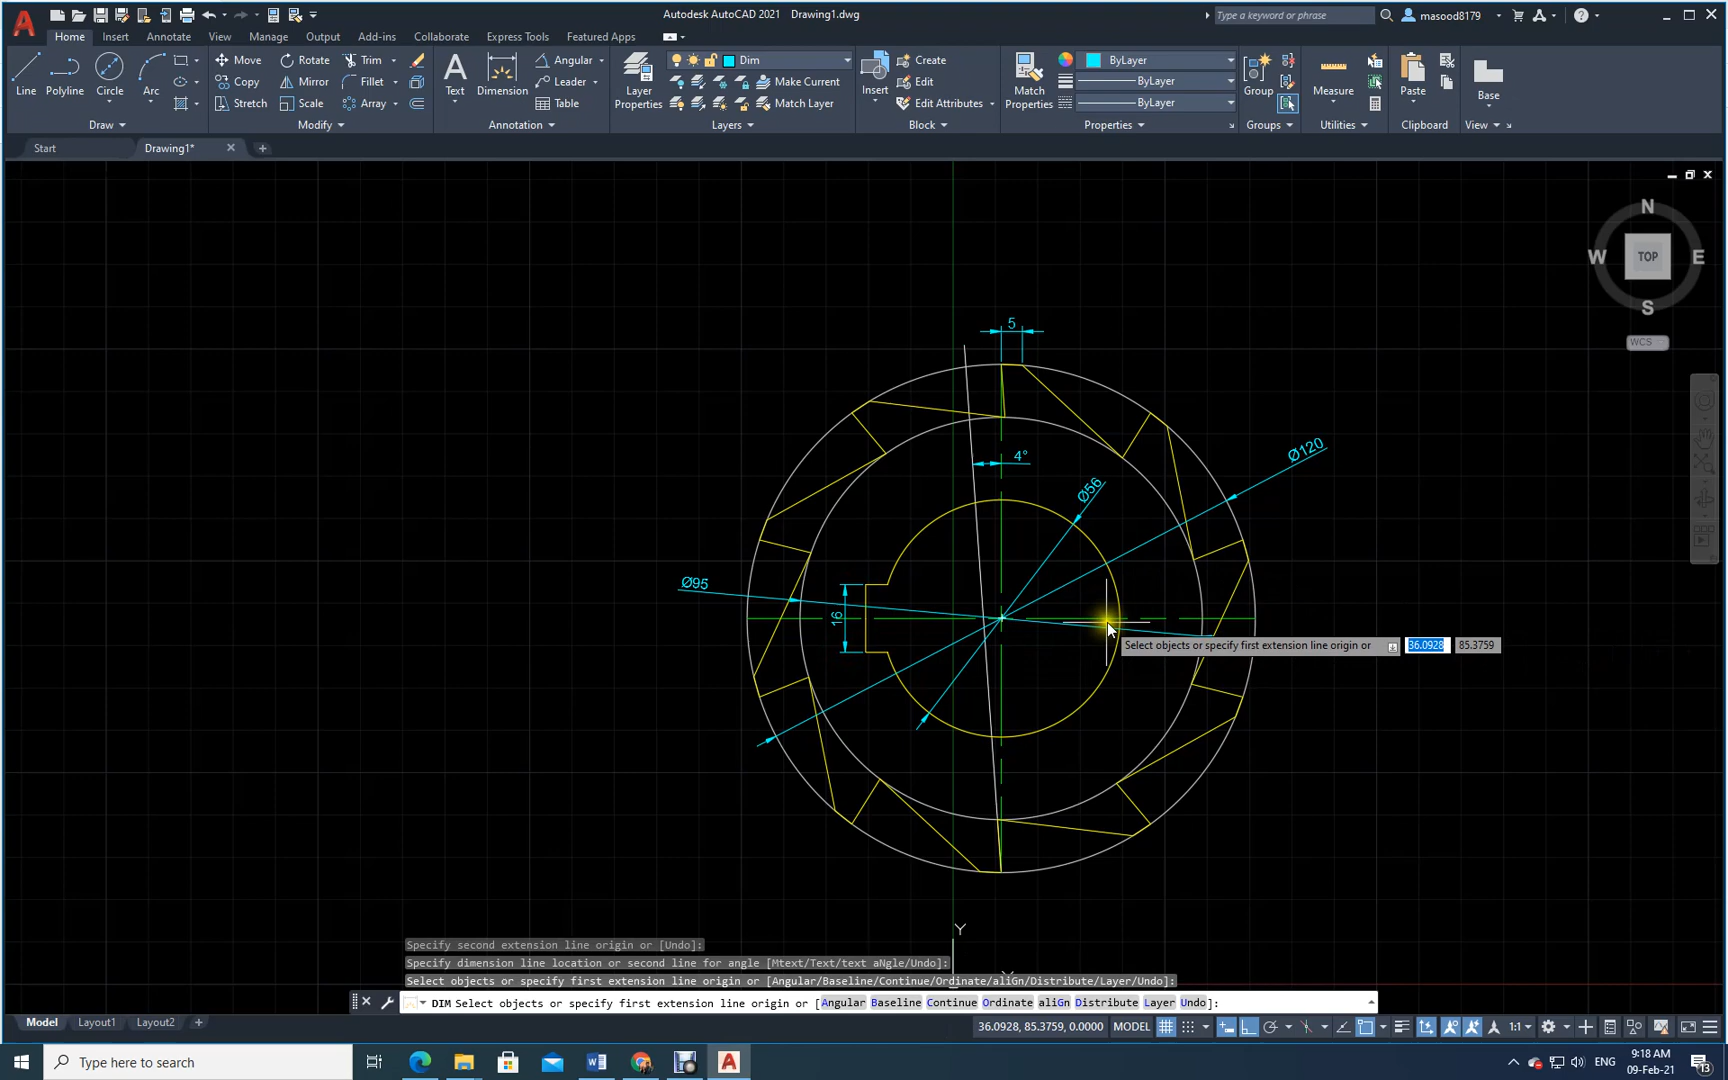 Autodesk AutoCAD 2021 Drawing1.dwg
Type a keyword or phrase
masood8179
Home Insert Annotate View Manage Output Add-ins Collaborate Express Tools Featured Apps
Line Polyline Circle Arc
Move Rotate Trim
Copy Mirror Fillet
Stretch Scale Array
Text Dimension
Angular
Leader
Table
Layer Properties
Dim
Make Current
Match Layer
Insert
Create
Edit
Edit Attributes
Match Properties
ByLayer
ByLayer
ByLayer
Group
Measure
Paste
Base
Draw Modify Annotation Layers Block Properties Groups Utilities Clipboard View
Start Drawing1*
N
W TOP E
S
WCS
5
Ø120
4°
Ø56
Ø95
16
Select objects or specify first extension line origin or 36.0928 85.3759
Y
Specify second extension line origin or [Undo]:
Specify dimension line location or second line for angle [Mtext/Text/text aNgle/Undo]:
Select objects or specify first extension line origin or [Angular/Baseline/Continue/Ordinate/aliGn/Distribute/Layer/Undo]:
DIM Select objects or specify first extension line origin or [Angular Baseline Continue Ordinate aliGn Distribute Layer Undo]:
Model Layout1 Layout2
36.0928, 85.3759, 0.0000 MODEL 1:1
Type here to search
ENG
9:18 AM
09-Feb-21
13